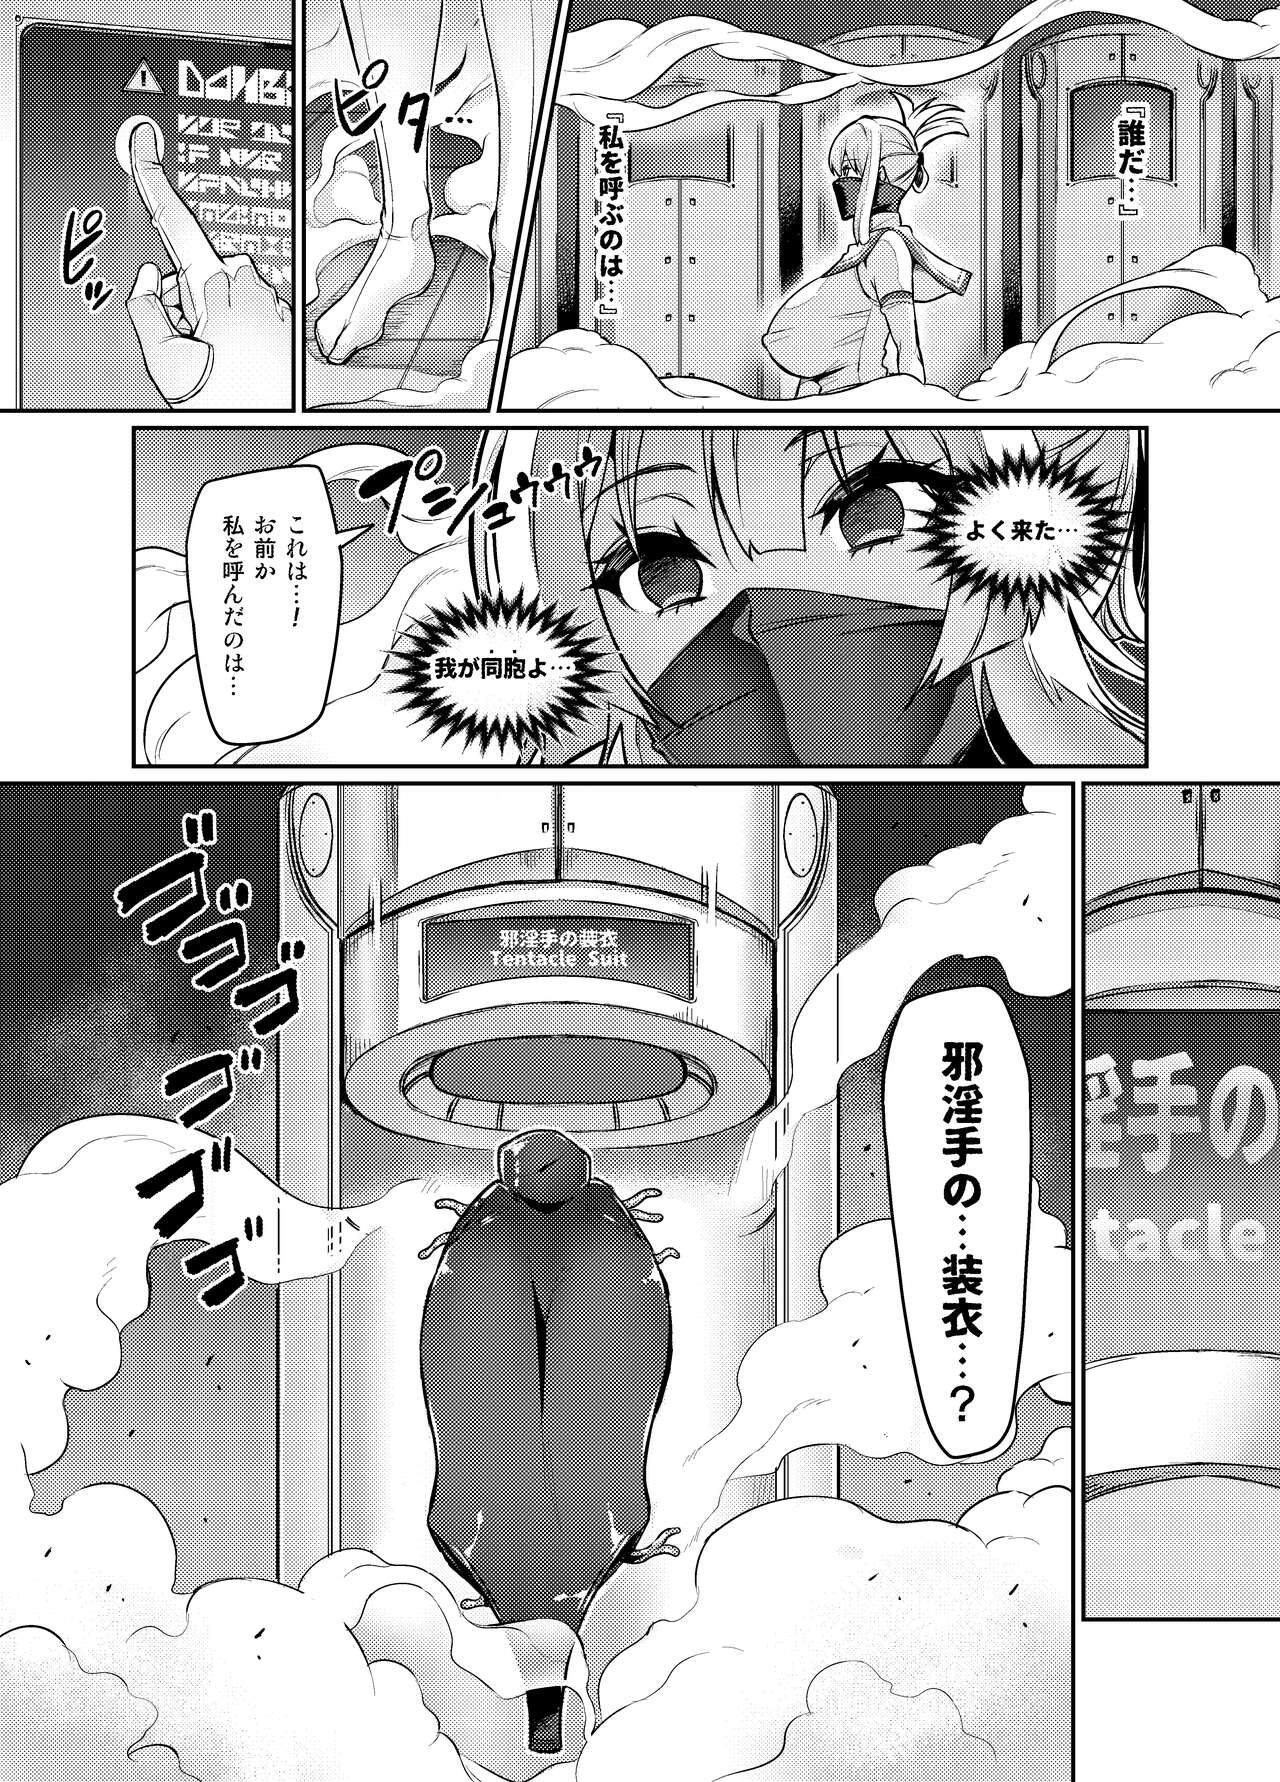 『誰だ…』
『私を呼ぶのは…』
ピタ…
ピッ
よく来た…
プシュウゥゥゥ
我が同胞よ…
これは…！
お前か
私を呼んだのは…
淫手の
tacle
邪淫手の装衣
Tentacle Suit
邪淫手の…装衣…？
ゴゴゴゴ
ゴゴゴ